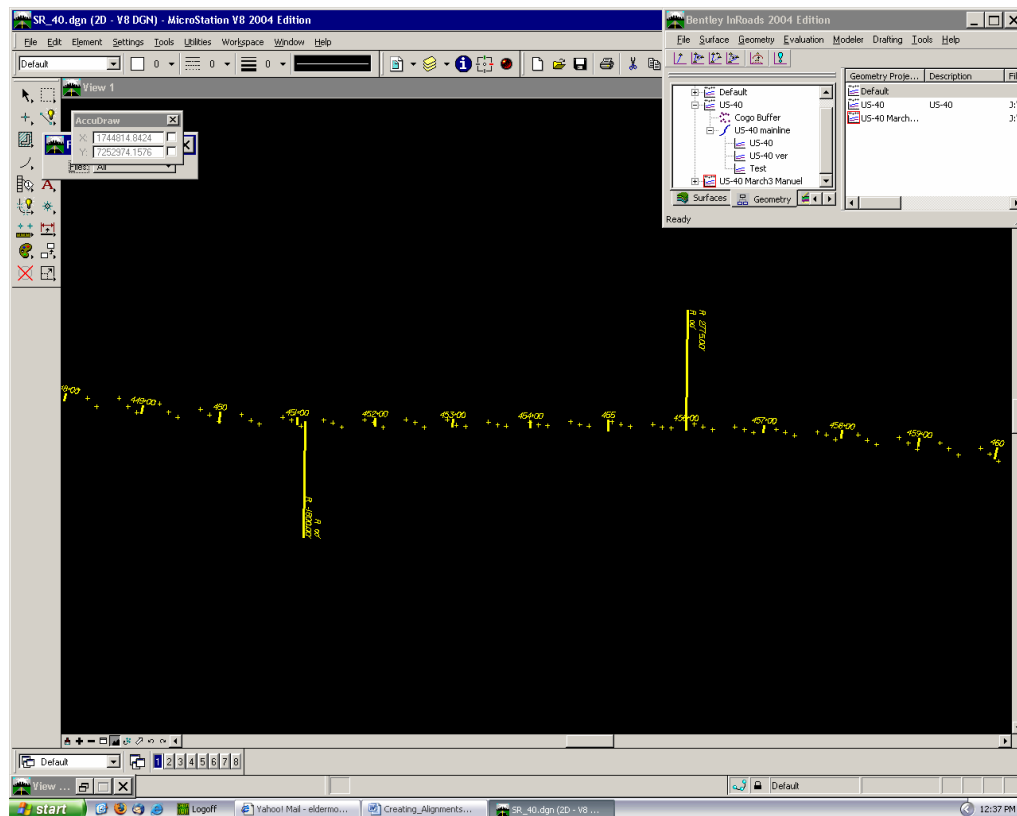 SR_40.dgn (2D - V8 DGN) - MicroStation V8 2004 Edition
File Edit Element Settings Tools Utilities Workspace Window Help
Default 0 0 0
View 1
AccuDraw
X: 1744814.8424
Y: 7252974.1576
Files: All
Bentley InRoads 2004 Edition
File Surface Geometry Evaluation Modeler Drafting Tools Help
Default
US-40
Cogo Buffer
US-40 mainline
US-40
US-40 ver
Test
US-40 March3 Manuel
Surfaces Geometry
Geometry Proje... Description Fil
Default
US-40 US-40 J:\
US-40 March... J:\
Ready
449+00
450
451+00
452+00
453+00
454+00
455
456+00
457+00
458+00
459+00
460
Default 1 2 3 4 5 6 7 8
View ...
Default
start Logoff Yahoo! Mail - eldermo... Creating_Alignments... SR_40.dgn (2D - V8 ... 12:37 PM